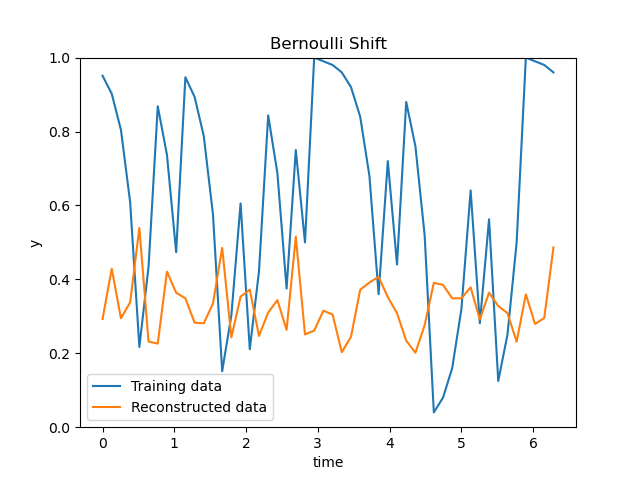 Bernoulli Shift
1.0
0.8
0.6
0.4
0.2
0.0
y
Training data
Reconstructed data
0 1 2 3 4 5 6
time